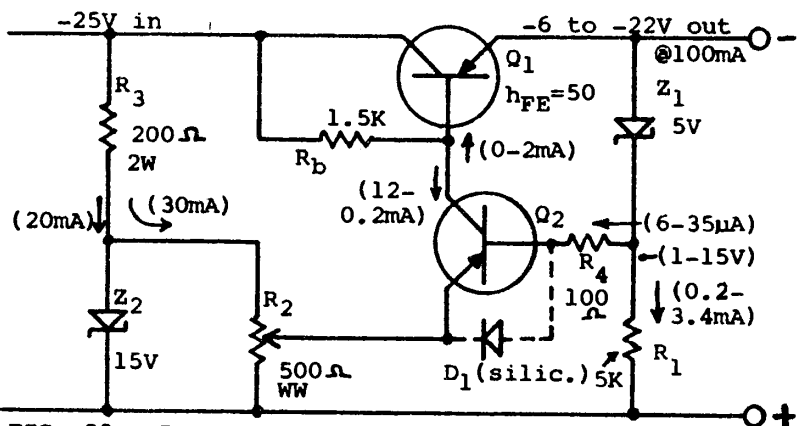 -25V in
-6 to -22V out
@100mA
Q1
hFE=50
Z1
5V
R3
200Ω
2W
1.5K
Rb
(0-2mA)
(12-
0.2mA)
Q2
(20mA)
(30mA)
(6-35µA)
(1-15V)
R4
100
Ω
(0.2-
3.4mA)
Z2
15V
R2
500Ω
WW
D1(silic.)
5K
R1
-
+